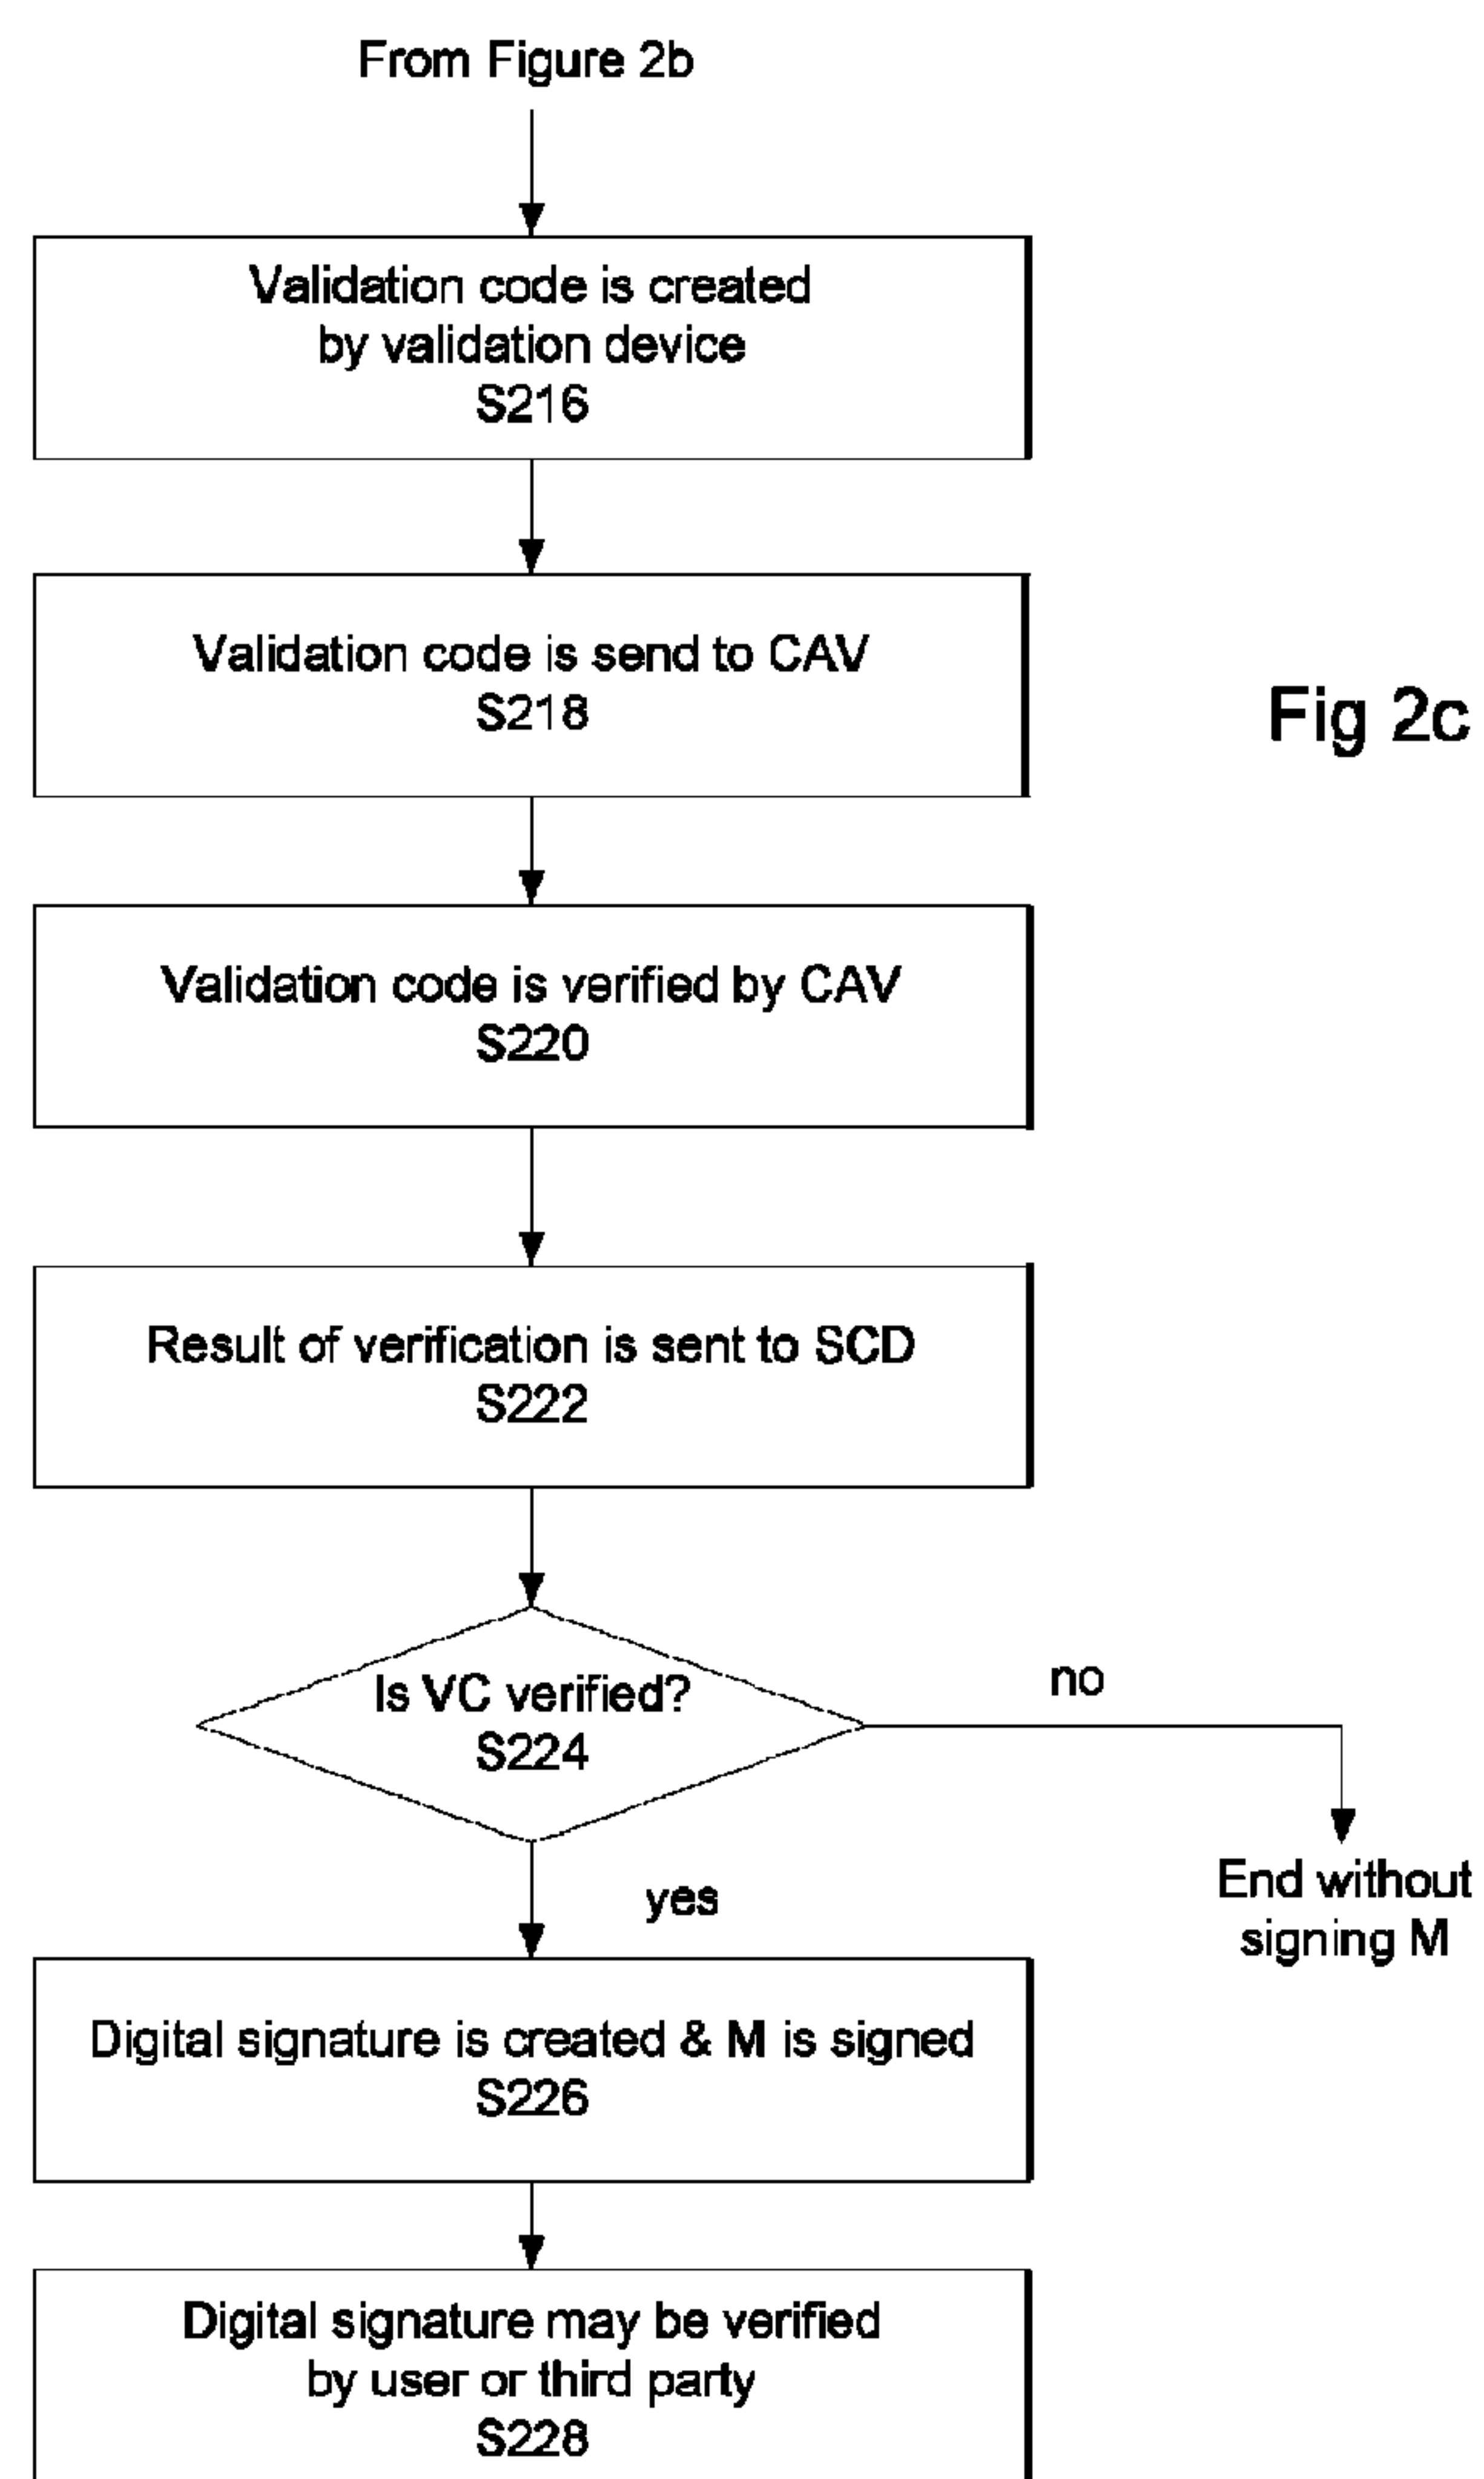 From Figure 2b
Validation code is created
by validation device
S216
Validation code is send to CAV
S218
Fig 2c
Validation code is verified by CAV
S220
Result of verification is sent to SCD
S222
Is VC verified?
S224
no
yes
End without
signing M
Digital signature is created & M is signed
S226
Digital signature may be verified
by user or third party
S228